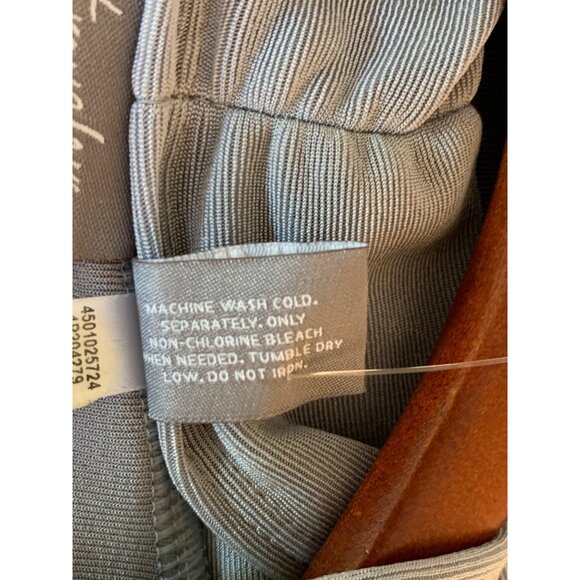 MACHINE WASH COLD.
SEPARATELY. ONLY
NON-CHLORINE BLEACH
WHEN NEEDED. TUMBLE DRY
LOW. DO NOT IRON.
4501025724